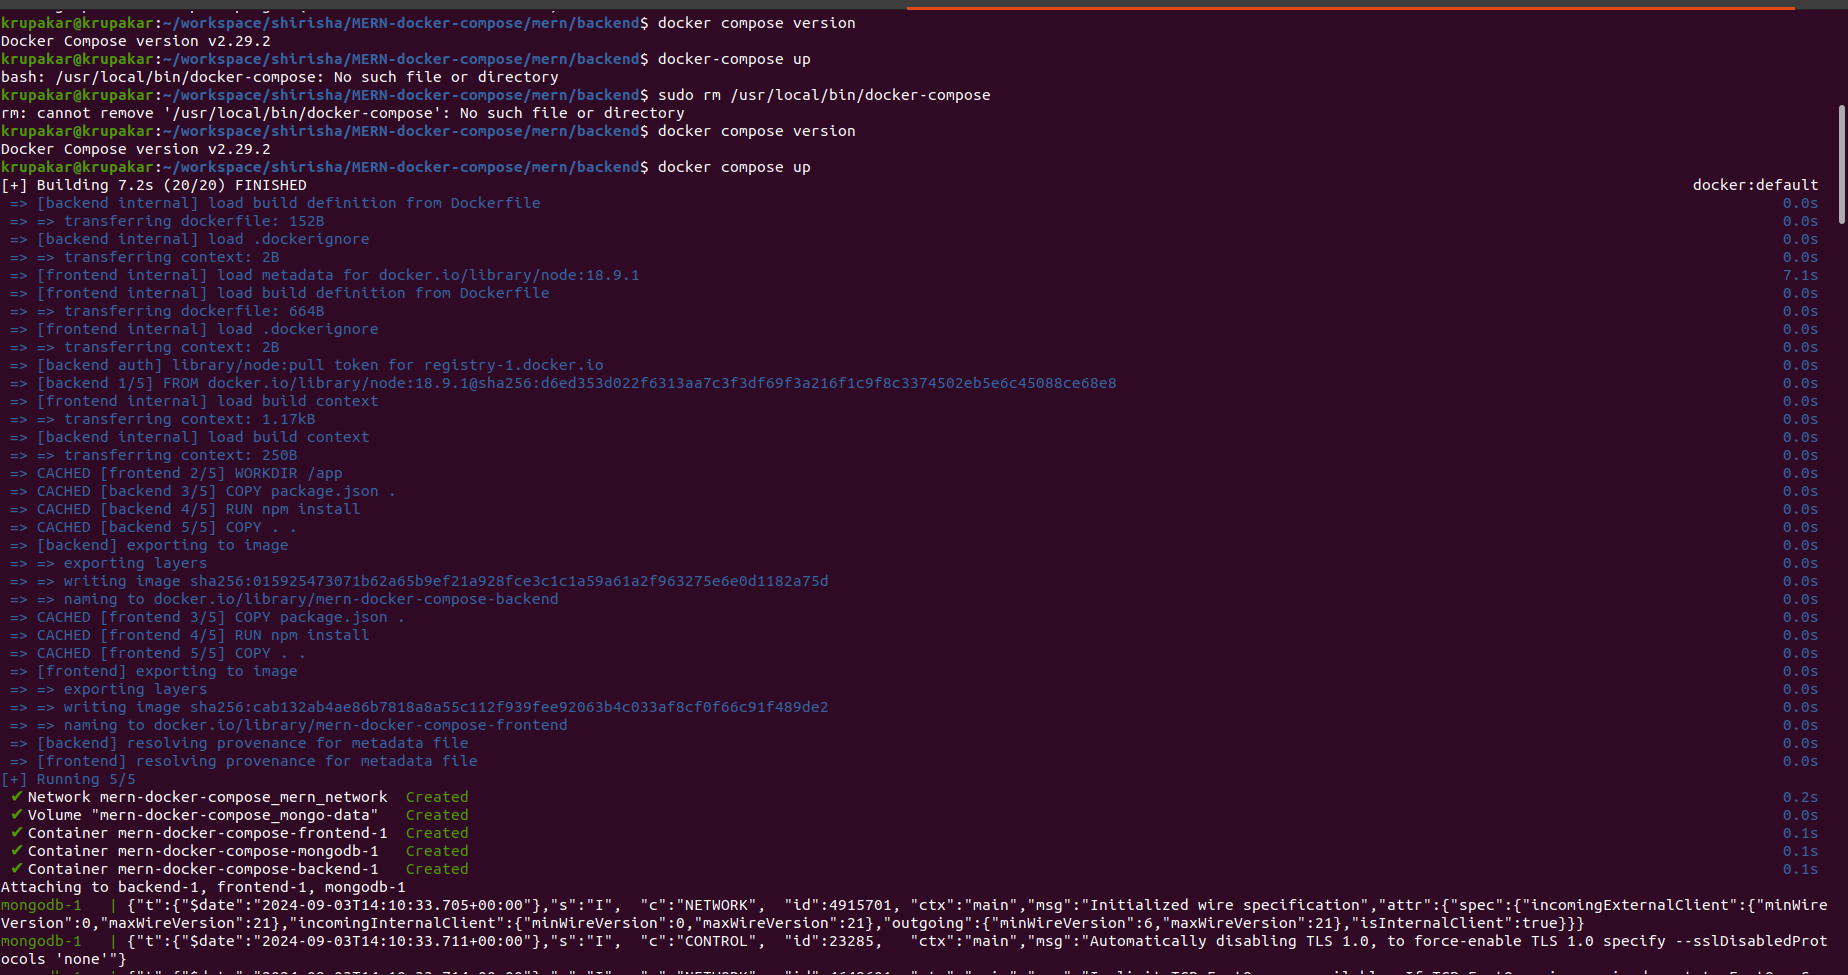 krupakar@krupakar:~/workspace/shirisha/MERN-docker-compose/mern/backend$ docker compose version
Docker Compose version v2.29.2
krupakar@krupakar:~/workspace/shirisha/MERN-docker-compose/mern/backend$ docker-compose up
bash: /usr/local/bin/docker-compose: No such file or directory
krupakar@krupakar:~/workspace/shirisha/MERN-docker-compose/mern/backend$ sudo rm /usr/local/bin/docker-compose
rm: cannot remove '/usr/local/bin/docker-compose': No such file or directory
krupakar@krupakar:~/workspace/shirisha/MERN-docker-compose/mern/backend$ docker compose version
Docker Compose version v2.29.2
krupakar@krupakar:~/workspace/shirisha/MERN-docker-compose/mern/backend$ docker compose up
[+] Building 7.2s (20/20) FINISHED docker:default
=> [backend internal] load build definition from Dockerfile 0.0s
=> => transferring dockerfile: 152B 0.0s
=> [backend internal] load .dockerignore 0.0s
=> => transferring context: 2B 0.0s
=> [frontend internal] load metadata for docker.io/library/node:18.9.1 7.1s
=> [frontend internal] load build definition from Dockerfile 0.0s
=> => transferring dockerfile: 664B 0.0s
=> [frontend internal] load .dockerignore 0.0s
=> => transferring context: 2B 0.0s
=> [backend auth] library/node:pull token for registry-1.docker.io 0.0s
=> [backend 1/5] FROM docker.io/library/node:18.9.1@sha256:d6ed353d022f6313aa7c3f3df69f3a216f1c9f8c3374502eb5e6c45088ce68e8 0.0s
=> [frontend internal] load build context 0.0s
=> => transferring context: 1.17kB 0.0s
=> [backend internal] load build context 0.0s
=> => transferring context: 250B 0.0s
=> CACHED [frontend 2/5] WORKDIR /app 0.0s
=> CACHED [backend 3/5] COPY package.json . 0.0s
=> CACHED [backend 4/5] RUN npm install 0.0s
=> CACHED [backend 5/5] COPY . . 0.0s
=> [backend] exporting to image 0.0s
=> => exporting layers 0.0s
=> => writing image sha256:015925473071b62a65b9ef21a928fce3c1c1a59a61a2f963275e6e0d1182a75d 0.0s
=> => naming to docker.io/library/mern-docker-compose-backend 0.0s
=> CACHED [frontend 3/5] COPY package.json . 0.0s
=> CACHED [frontend 4/5] RUN npm install 0.0s
=> CACHED [frontend 5/5] COPY . . 0.0s
=> [frontend] exporting to image 0.0s
=> => exporting layers 0.0s
=> => writing image sha256:cab132ab4ae86b7818a8a55c112f939fee92063b4c033af8cf0f66c91f489de2 0.0s
=> => naming to docker.io/library/mern-docker-compose-frontend 0.0s
=> [backend] resolving provenance for metadata file 0.0s
=> [frontend] resolving provenance for metadata file 0.0s
[+] Running 5/5
✔ Network mern-docker-compose_mern_network Created 0.2s
✔ Volume "mern-docker-compose_mongo-data" Created 0.0s
✔ Container mern-docker-compose-frontend-1 Created 0.1s
✔ Container mern-docker-compose-mongodb-1 Created 0.1s
✔ Container mern-docker-compose-backend-1 Created 0.1s
Attaching to backend-1, frontend-1, mongodb-1
mongodb-1 | {"t":{"$date":"2024-09-03T14:10:33.705+00:00"},"s":"I", "c":"NETWORK", "id":4915701, "ctx":"main","msg":"Initialized wire specification","attr":{"spec":{"incomingExternalClient":{"minWire
Version":0,"maxWireVersion":21},"incomingInternalClient":{"minWireVersion":0,"maxWireVersion":21},"outgoing":{"minWireVersion":6,"maxWireVersion":21},"isInternalClient":true}}}
mongodb-1 | {"t":{"$date":"2024-09-03T14:10:33.711+00:00"},"s":"I", "c":"CONTROL", "id":23285, "ctx":"main","msg":"Automatically disabling TLS 1.0, to force-enable TLS 1.0 specify --sslDisabledProt
ocols 'none'"}